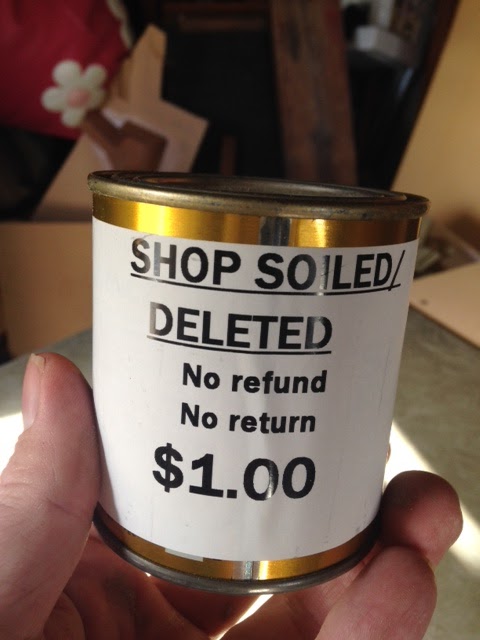 SHOP SOILED/
DELETED
No refund
No return
$1.00